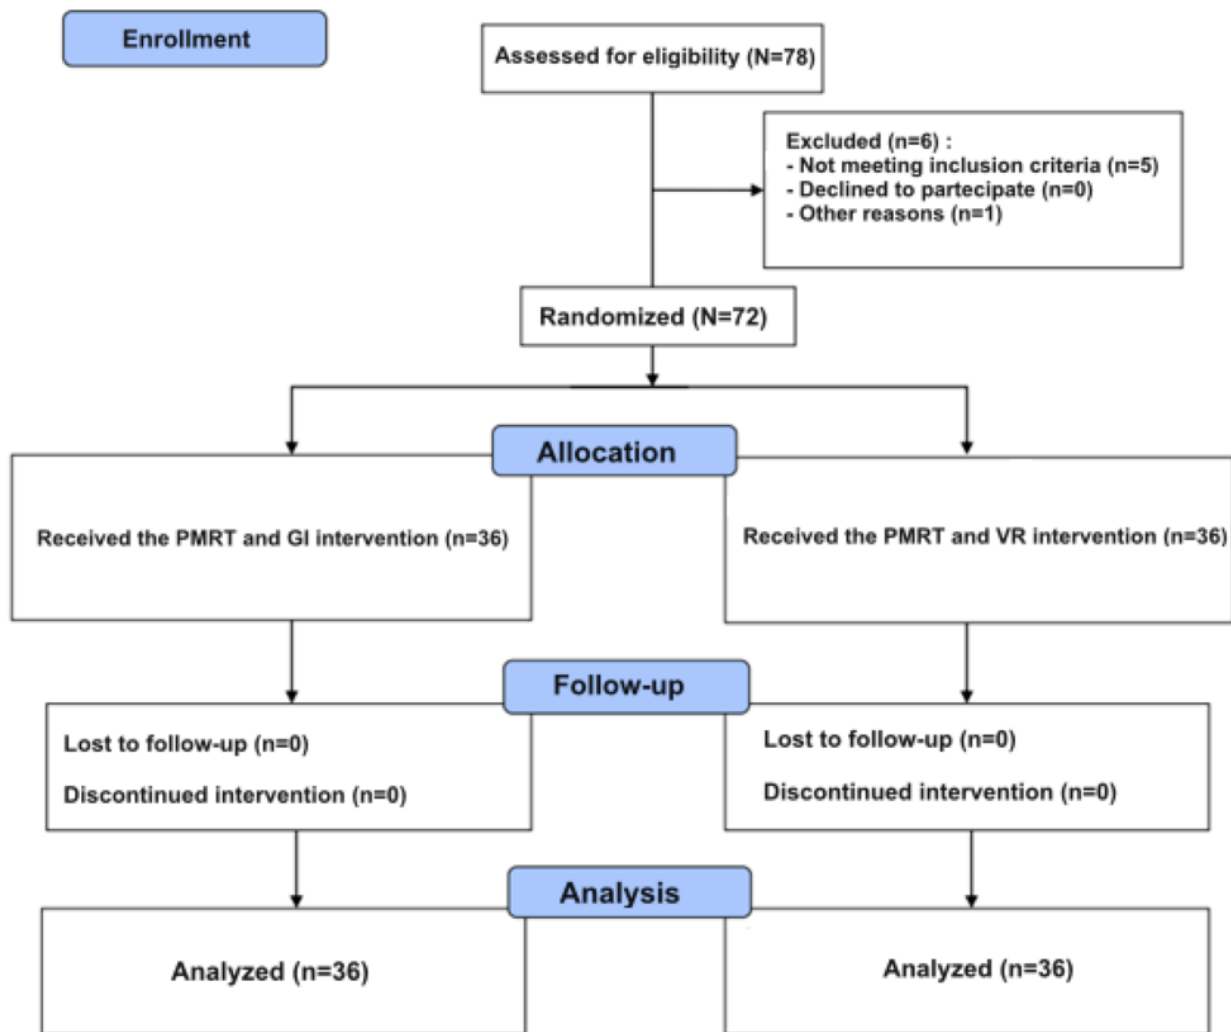 Enrollment
Assessed for eligibility (N=78)
Excluded (n=6) :
- Not meeting inclusion criteria (n=5)
- Declined to partecipate (n=0)
- Other reasons (n=1)
Randomized (N=72)
Allocation
Received the PMRT and GI intervention (n=36)
Received the PMRT and VR intervention (n=36)
Follow-up
Lost to follow-up (n=0)
Discontinued intervention (n=0)
Lost to follow-up (n=0)
Discontinued intervention (n=0)
Analysis
Analyzed (n=36)
Analyzed (n=36)